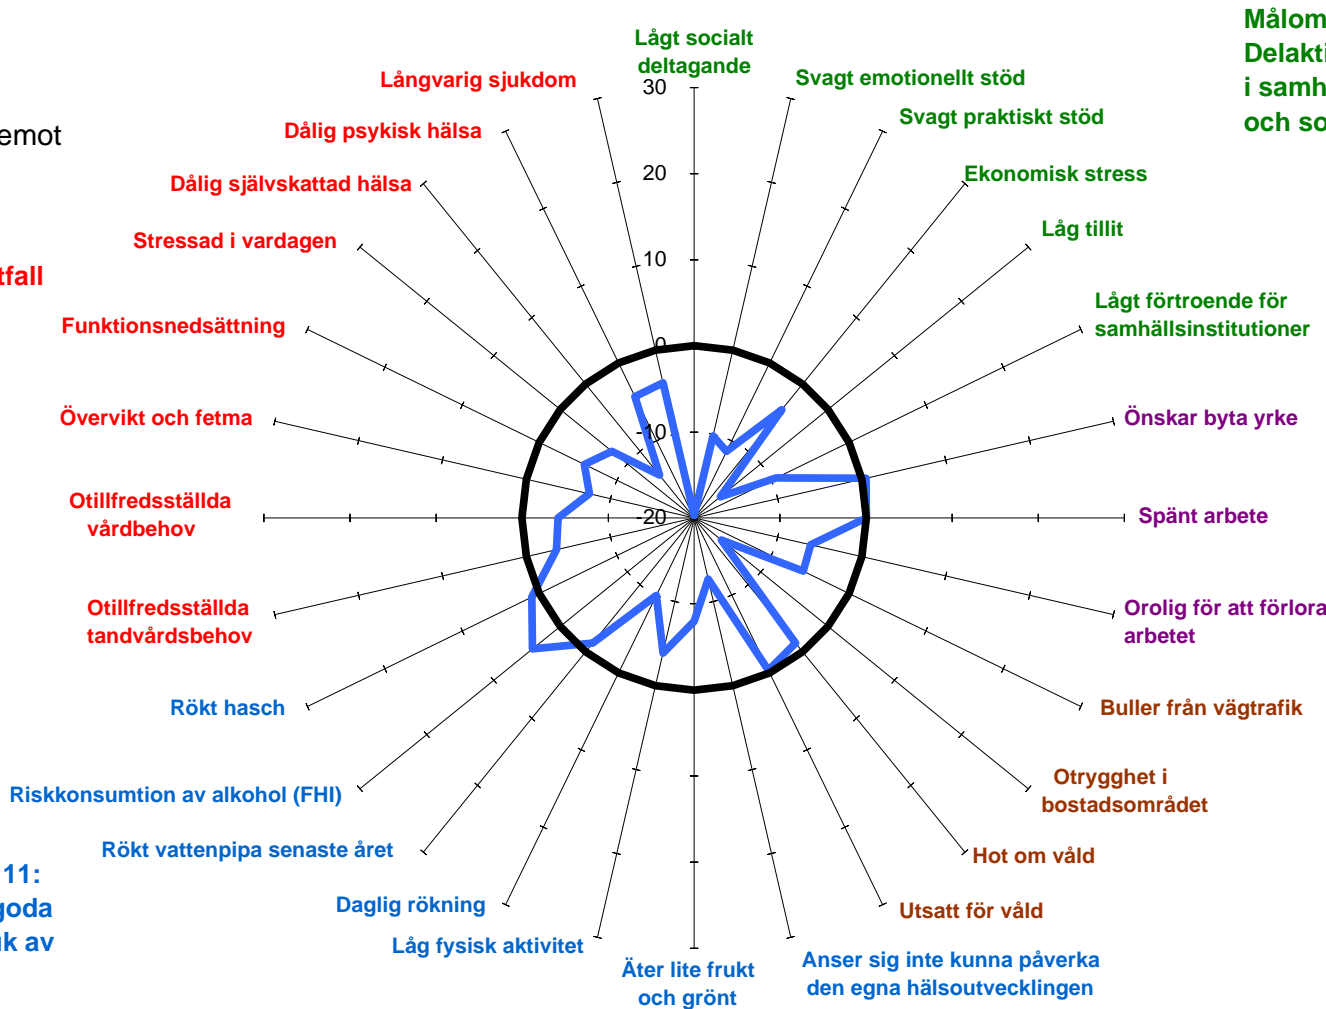 Målom
Delakti
i samh
och so
emot
tfall
11:
goda
ık av
Lågt socialt
deltagande
Svagt emotionellt stöd
Svagt praktiskt stöd
Ekonomisk stress
Låg tillit
Lågt förtroende för
samhällsinstitutioner
Önskar byta yrke
Spänt arbete
Orolig för att förlora
arbetet
Buller från vägtrafik
Otrygghet i
bostadsområdet
Hot om våld
Utsatt för våld
Anser sig inte kunna påverka
den egna hälsoutvecklingen
Äter lite frukt
och grönt
Låg fysisk aktivitet
Daglig rökning
Rökt vattenpipa senaste året
Riskkonsumtion av alkohol (FHI)
Rökt hasch
Otillfredsställda
tandvårdsbehov
Otillfredsställda
vårdbehov
Övervikt och fetma
Funktionsnedsättning
Stressad i vardagen
Dålig självskattad hälsa
Dålig psykisk hälsa
Långvarig sjukdom
30
20
10
0
-10
-20